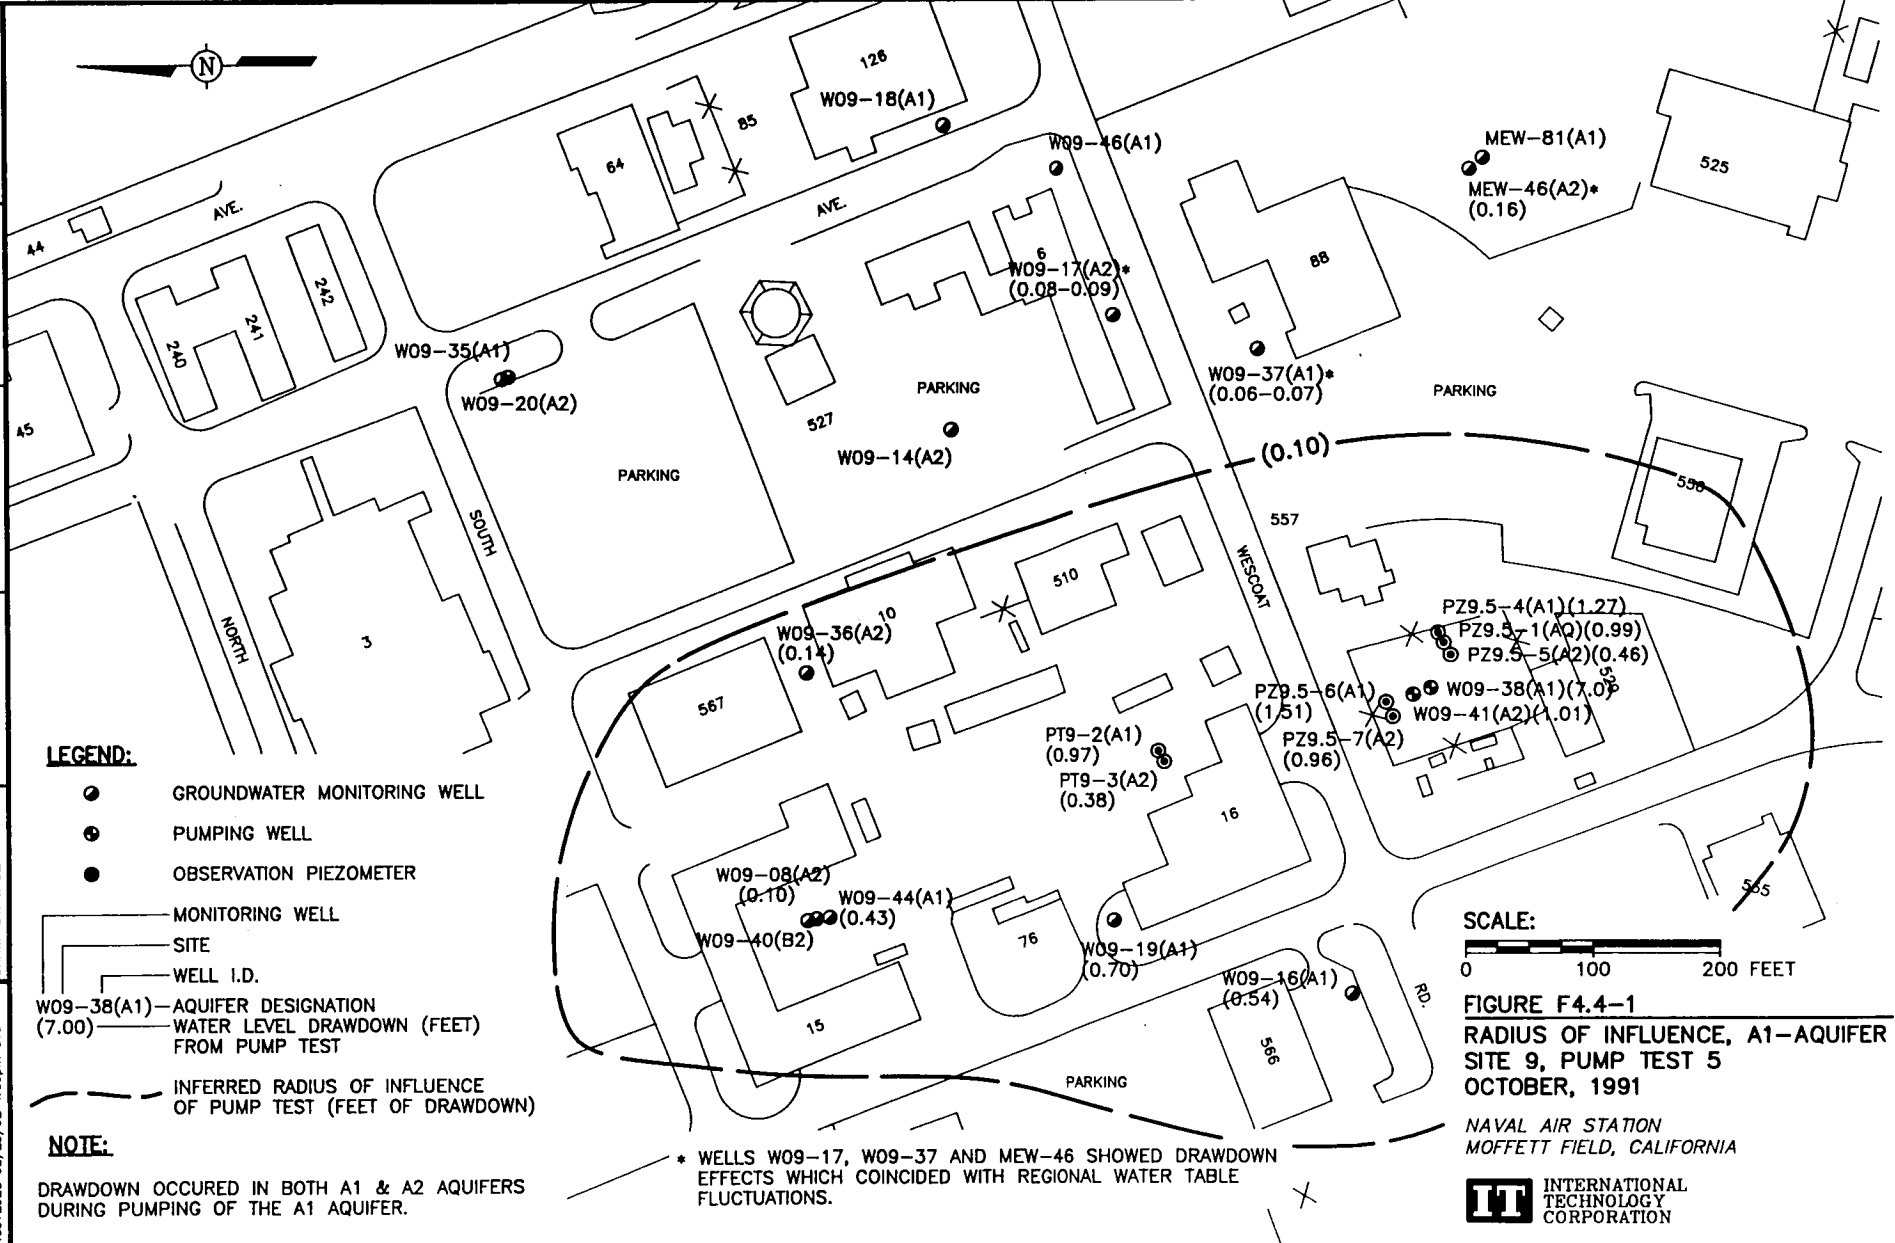 N
126
W09-18(A1)
85
64
W09-46(A1)
MEW-81(A1)
MEW-46(A2)*
(0.16)
525
AVE.
AVE.
44
242
241
240
45
6
W09-17(A2)*
(0.08-0.09)
88
W09-35(A1)
W09-20(A2)
PARKING
527
W09-14(A2)
PARKING
W09-37(A1)*
(0.06-0.07)
PARKING
(0.10)
556
557
SOUTH
NORTH
3
WESCOAT
510
10
W09-36(A2)
(0.14)
567
PZ9.5-4(A1)(1.27)
PZ9.5-1(AQ)(0.99)
PZ9.5-5(A2)(0.46)
529
PZ9.5-6(A1)
(1.51)
W09-38(A1)(7.0)
W09-41(A2)(1.01)
PZ9.5-7(A2)
(0.96)
PT9-2(A1)
(0.97)
PT9-3(A2)
(0.38)
16
W09-08(A2)
(0.10)
W09-44(A1)
(0.43)
W09-40(B2)
76
W09-19(A1)
(0.70)
W09-16(A1)
(0.54)
RD.
15
566
PARKING
LEGEND:
GROUNDWATER MONITORING WELL
PUMPING WELL
OBSERVATION PIEZOMETER
MONITORING WELL
SITE
WELL I.D.
W09-38(A1) AQUIFER DESIGNATION
(7.00) WATER LEVEL DRAWDOWN (FEET)
FROM PUMP TEST
INFERRED RADIUS OF INFLUENCE
OF PUMP TEST (FEET OF DRAWDOWN)
NOTE:
DRAWDOWN OCCURED IN BOTH A1 & A2 AQUIFERS
DURING PUMPING OF THE A1 AQUIFER.
* WELLS W09-17, W09-37 AND MEW-46 SHOWED DRAWDOWN
EFFECTS WHICH COINCIDED WITH REGIONAL WATER TABLE
FLUCTUATIONS.
SCALE:
0 100 200 FEET
FIGURE F4.4-1
RADIUS OF INFLUENCE, A1-AQUIFER
SITE 9, PUMP TEST 5
OCTOBER, 1991
NAVAL AIR STATION
MOFFETT FIELD, CALIFORNIA
IT
INTERNATIONAL
TECHNOLOGY
CORPORATION